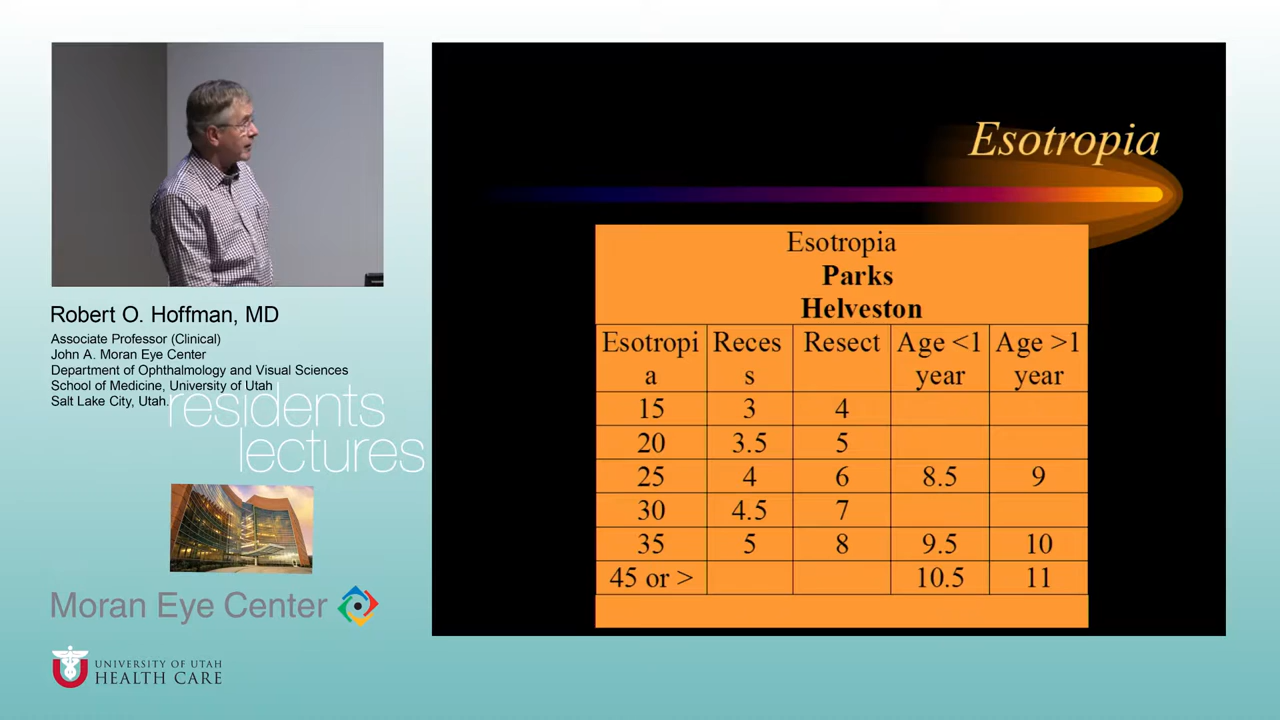 Esotropia
Esotropia
Parks
Helveston
Esotropi Reces Resect Age <1 Age >1
a s year year
15 3 4
20 3.5 5
25 4 6 8.5 9
30 4.5 7
35 5 8 9.5 10
45 or > 10.5 11
Robert O. Hoffman, MD
Associate Professor (Clinical)
John A. Moran Eye Center
Department of Ophthalmology and Visual Sciences
School of Medicine, University of Utah
Salt Lake City, Utah.
residents
lectures
Moran Eye Center
UNIVERSITY OF UTAH
HEALTH CARE